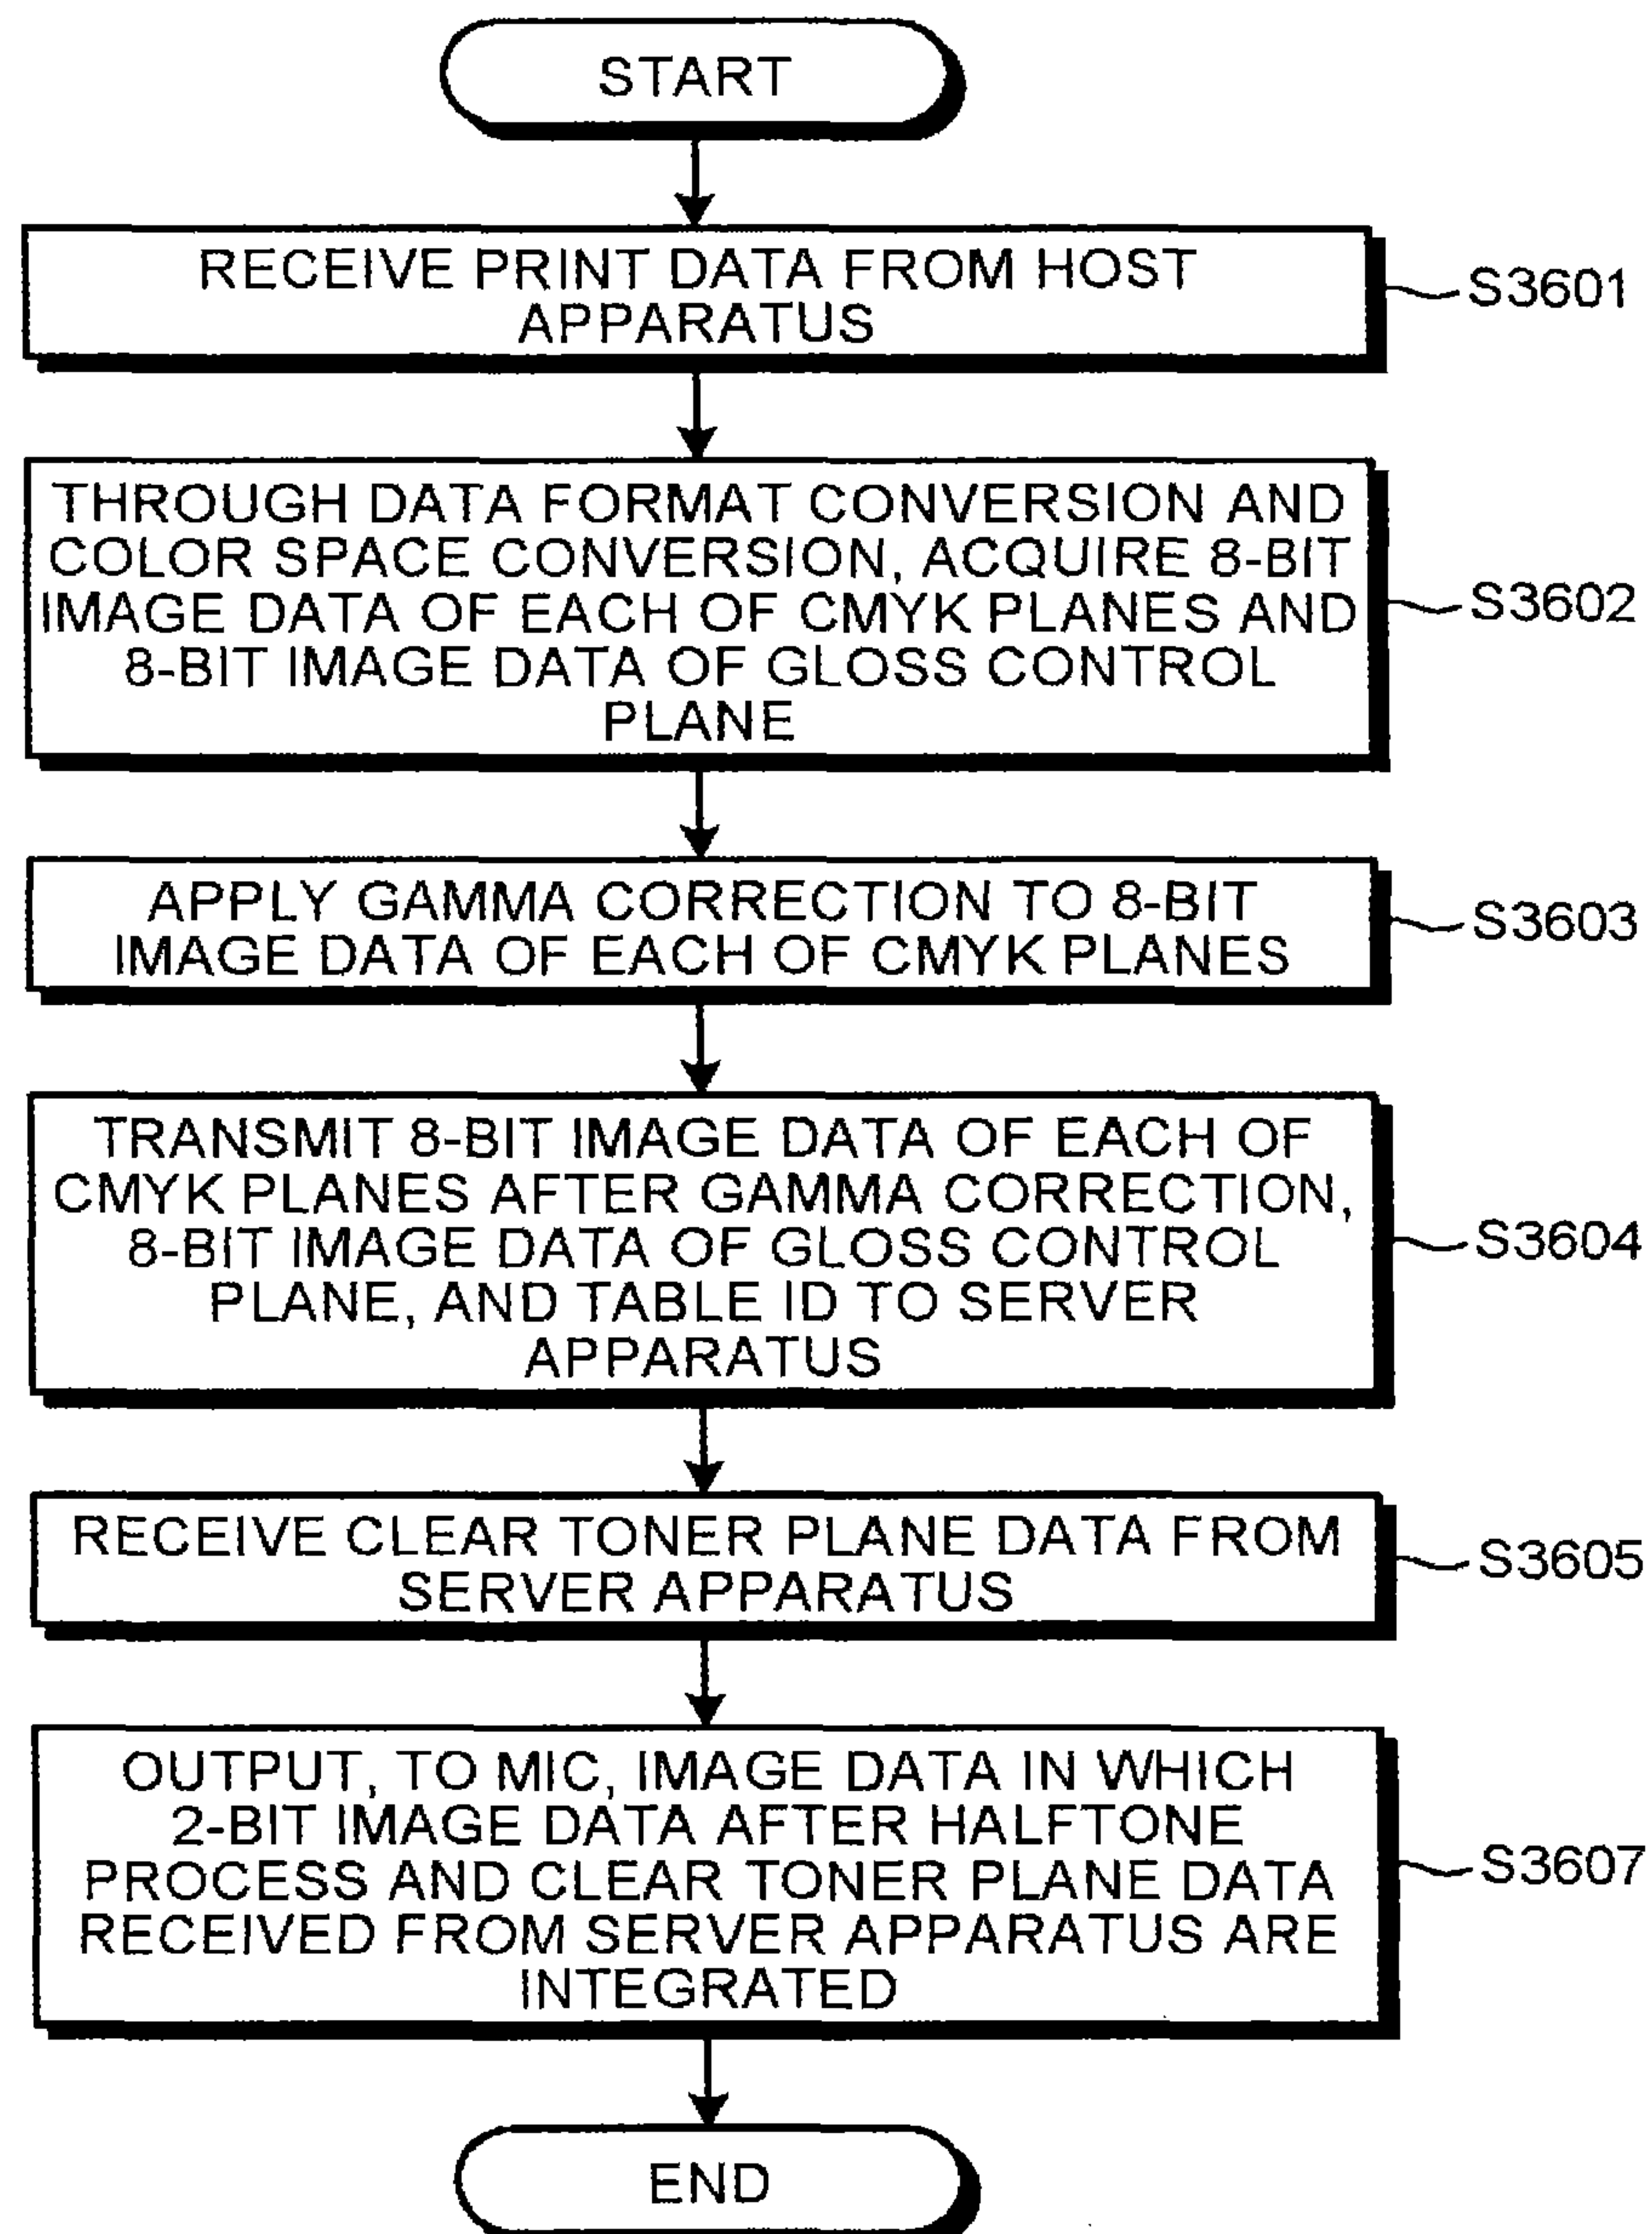 START
RECEIVE PRINT DATA FROM HOST
APPARATUS
S3601
THROUGH DATA FORMAT CONVERSION AND
COLOR SPACE CONVERSION, ACQUIRE 8-BIT
IMAGE DATA OF EACH OF CMYK PLANES AND
8-BIT IMAGE DATA OF GLOSS CONTROL
PLANE
S3602
APPLY GAMMA CORRECTION TO 8-BIT
IMAGE DATA OF EACH OF CMYK PLANES
S3603
TRANSMIT 8-BIT IMAGE DATA OF EACH OF
CMYK PLANES AFTER GAMMA CORRECTION,
8-BIT IMAGE DATA OF GLOSS CONTROL
PLANE, AND TABLE ID TO SERVER
APPARATUS
S3604
RECEIVE CLEAR TONER PLANE DATA FROM
SERVER APPARATUS
S3605
OUTPUT, TO MIC, IMAGE DATA IN WHICH
2-BIT IMAGE DATA AFTER HALFTONE
PROCESS AND CLEAR TONER PLANE DATA
RECEIVED FROM SERVER APPARATUS ARE
INTEGRATED
S3607
END